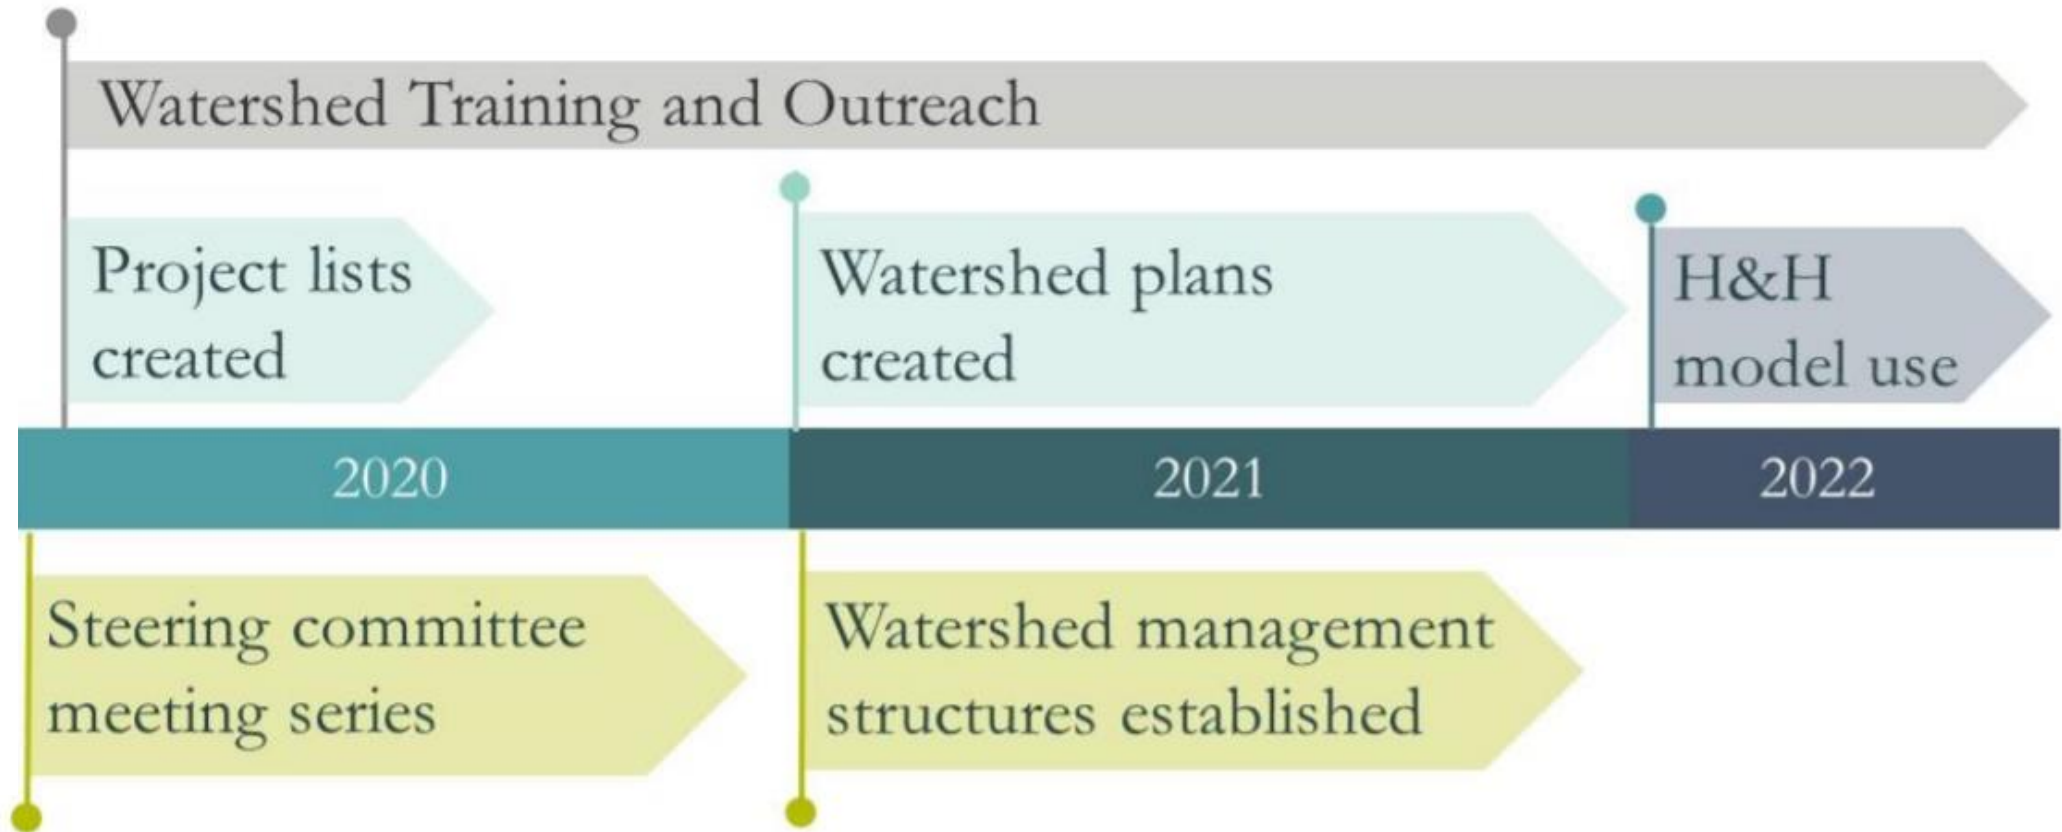 Watershed Training and Outreach
Project lists
created
Watershed plans
created
H&H
model use
2020
2021
2022
Steering committee
meeting series
Watershed management
structures established